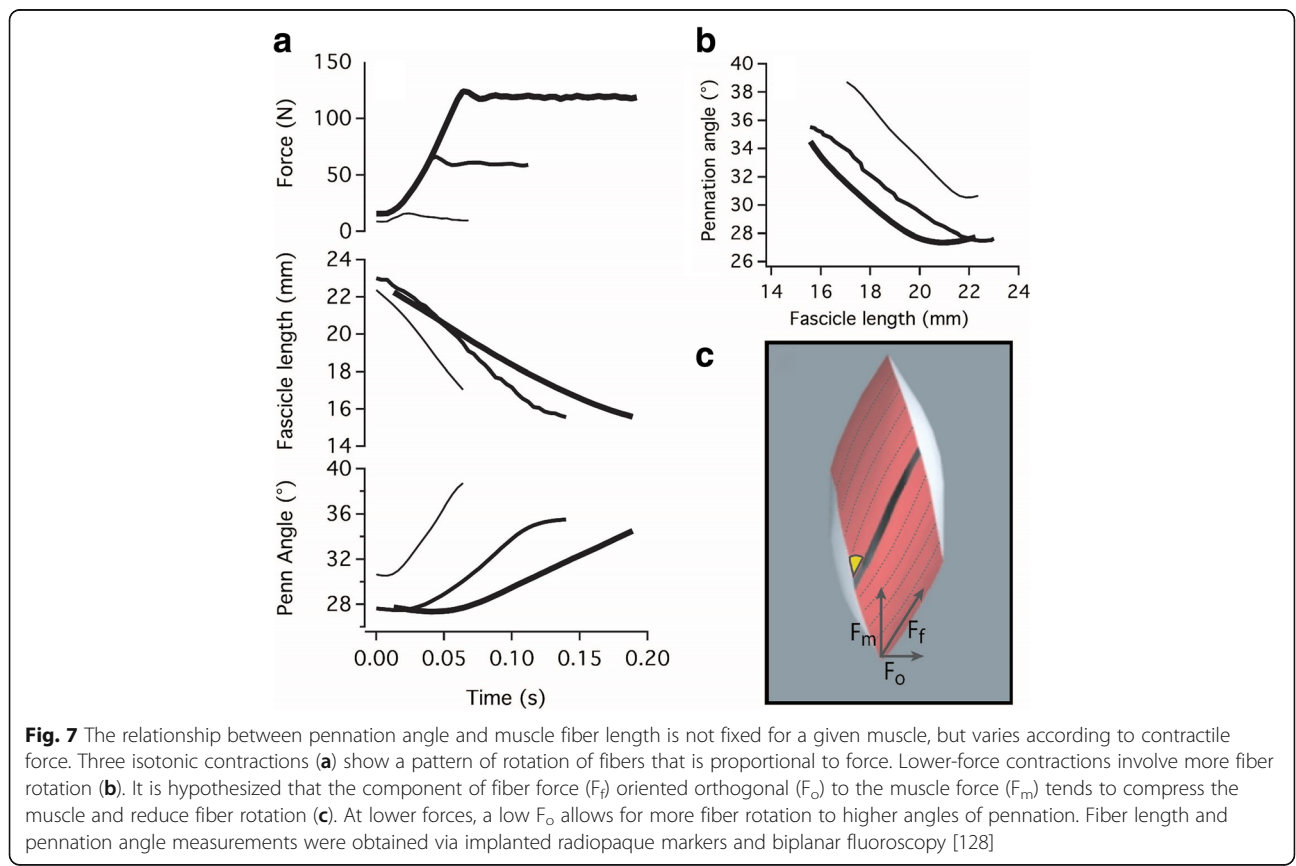 a
150
100
50
0
Force (N)
24
22
20
18
16
14
Fascicle length (mm)
40
36
32
28
Penn Angle (°)
0.00 0.05 0.10 0.15 0.20
Time (s)
b
40
38
36
34
32
30
28
26
Pennation angle (°)
14 16 18 20 22 24
Fascicle length (mm)
c
Fm
Ff
Fo
Fig. 7 The relationship between pennation angle and muscle fiber length is not fixed for a given muscle, but varies according to contractile
force. Three isotonic contractions (a) show a pattern of rotation of fibers that is proportional to force. Lower-force contractions involve more fiber
rotation (b). It is hypothesized that the component of fiber force (Ff) oriented orthogonal (Fo) to the muscle force (Fm) tends to compress the
muscle and reduce fiber rotation (c). At lower forces, a low Fo allows for more fiber rotation to higher angles of pennation. Fiber length and
pennation angle measurements were obtained via implanted radiopaque markers and biplanar fluoroscopy [128]